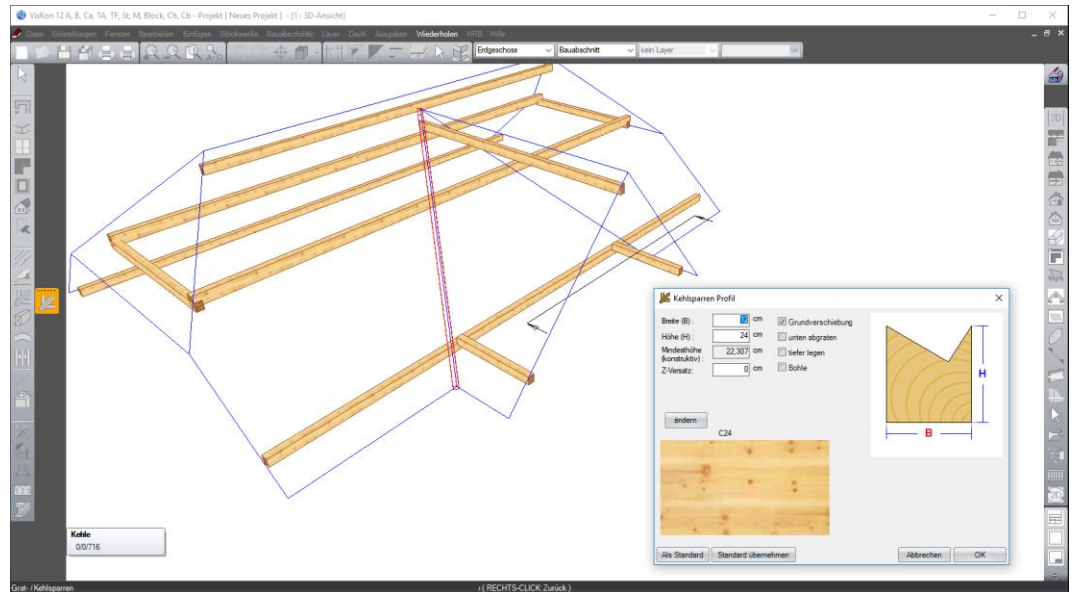 VisKon 12 A, B, Ca, TA, TF, St, M, Block, Ch, Cb - Projekt [ Neues Projekt ] - [1 : 3D-Ansicht]
Datei Einstellungen Fenster Bearbeiten Einfügen Stockwerke Bauabschnitte Layer Dach Ausgaben Wiederholen HRB Hilfe
Erdgeschoss Bauabschnitt kein Layer
3D
Kehlsparren Profil
Breite (B) : 12 cm Grundverschiebung
Höhe (H) : 24 cm unten abgraten
Mindesthöhe (konstruktiv) : 22,307 cm tiefer legen
Z-Versatz: 0 cm Bohle
H
B
ändern
C24
Als Standard Standard übernehmen Abbrechen OK
Kehle
0/0/716
Grat- / Kehlsparren ( RECHTS-CLICK Zurück )